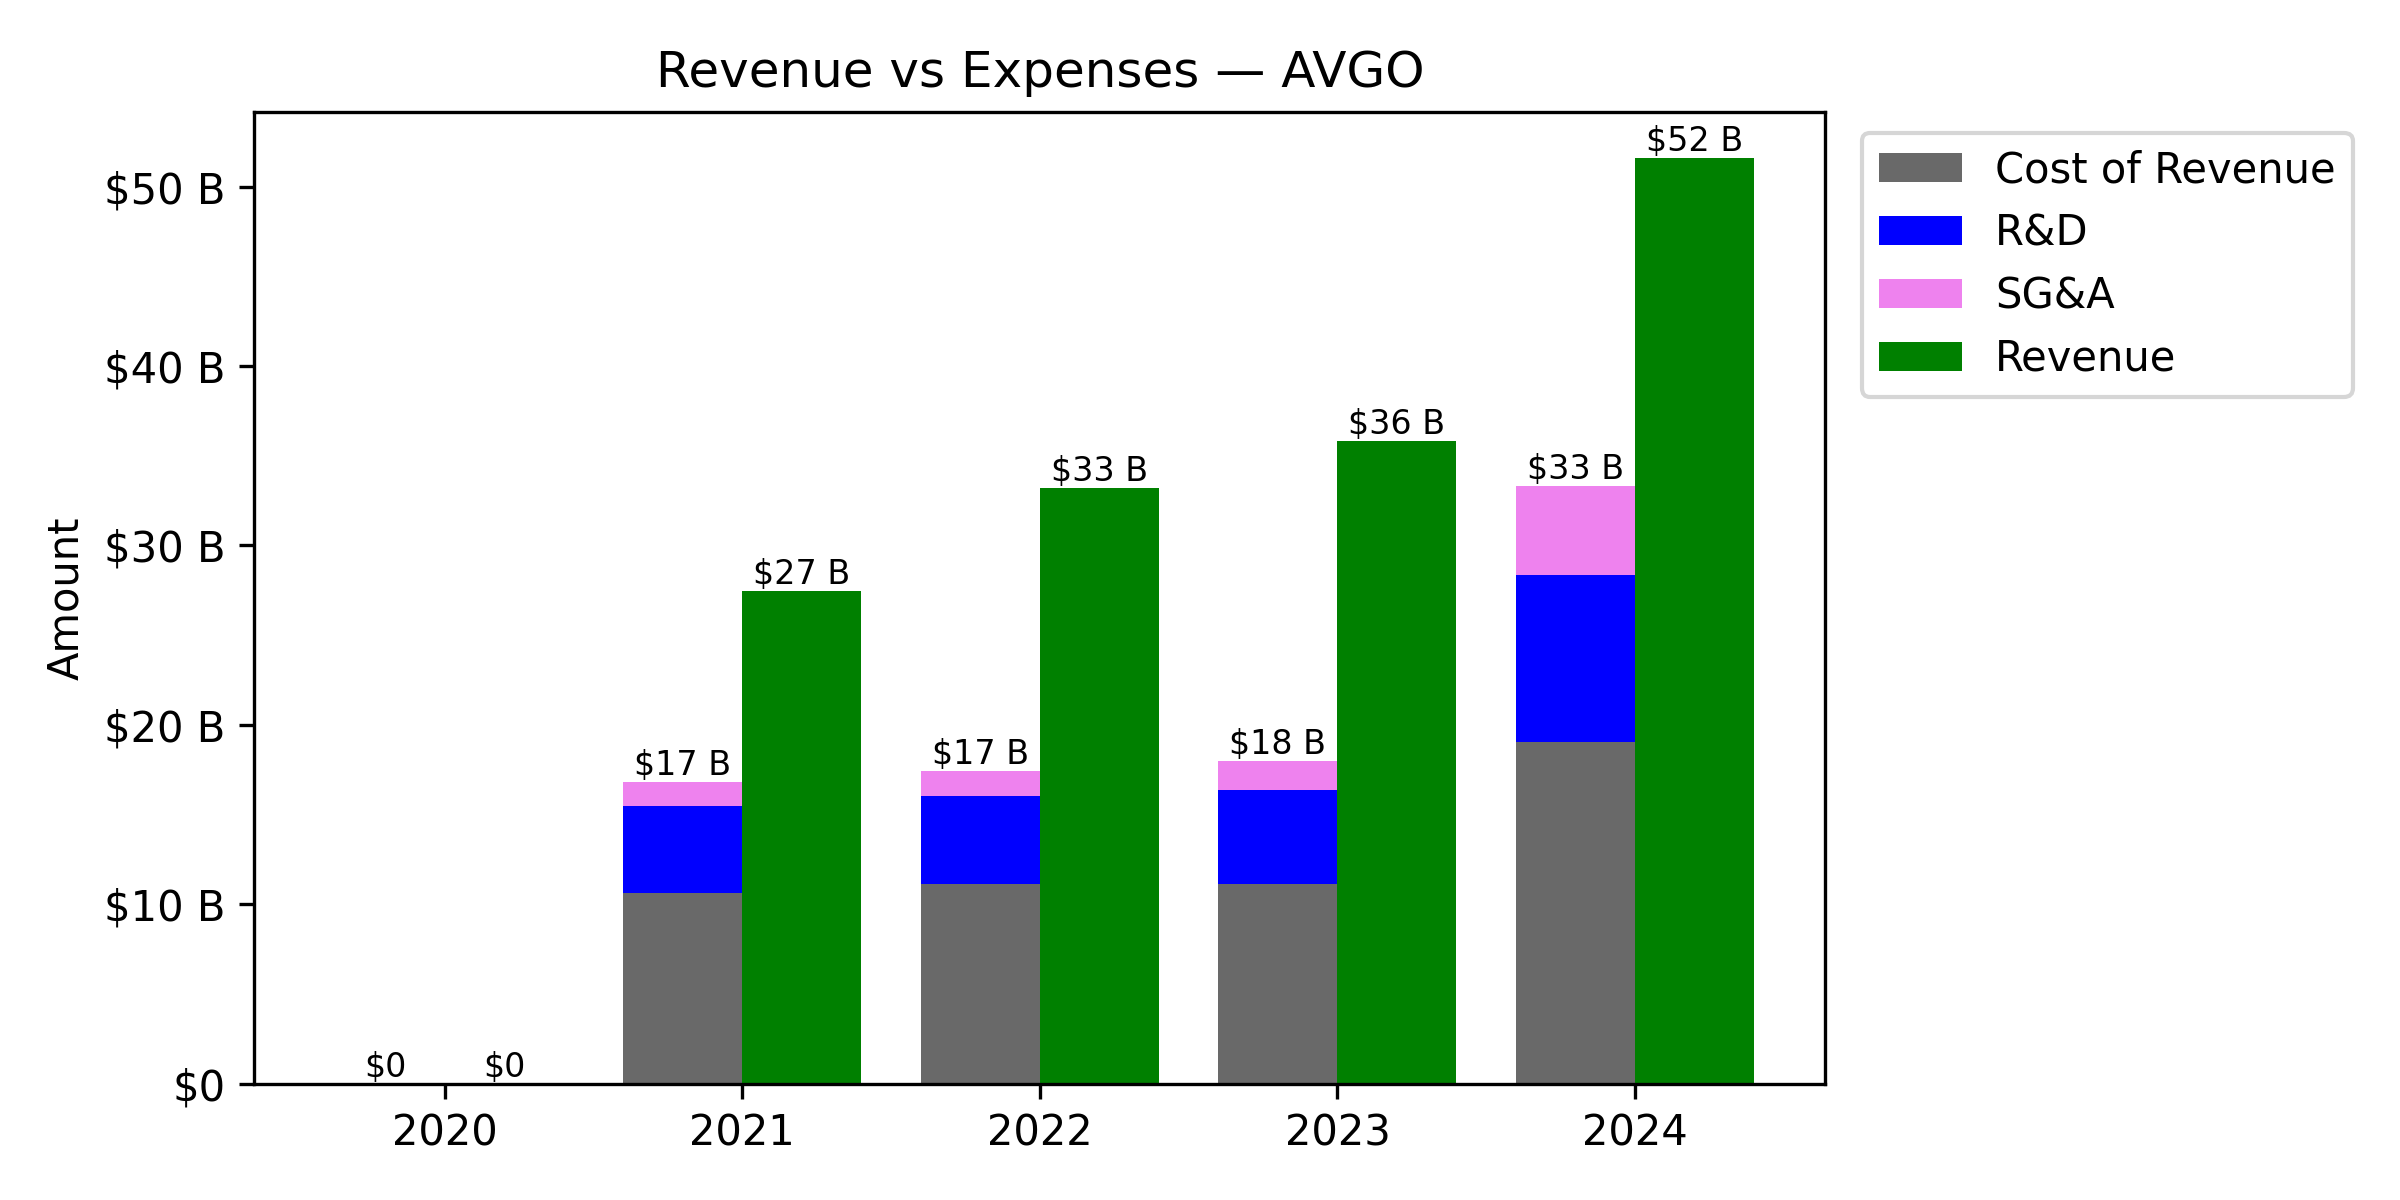 Revenue vs Expenses — AVGO
Cost of Revenue
R&D
SG&A
Revenue
Amount
$50 B
$40 B
$30 B
$20 B
$10 B
$0
$0
$0
$17 B
$27 B
$17 B
$33 B
$18 B
$36 B
$33 B
$52 B
2020
2021
2022
2023
2024